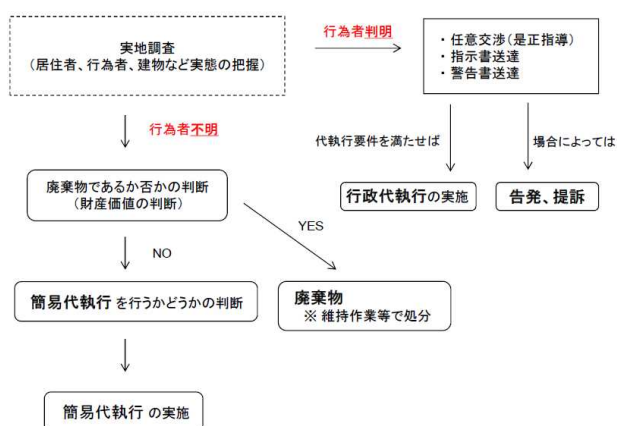 実地調査
(居住者、行為者、建物など実態の把握)
行為者判明
・任意交渉(是正指導)
・指示書送達
・警告書送達
行為者不明
代執行要件を満たせば
場合によっては
廃棄物であるか否かの判断
(財産価値の判断)
行政代執行の実施
告発、提訴
YES
NO
簡易代執行 を行うかどうかの判断
廃棄物
※ 維持作業等で処分
簡易代執行 の実施